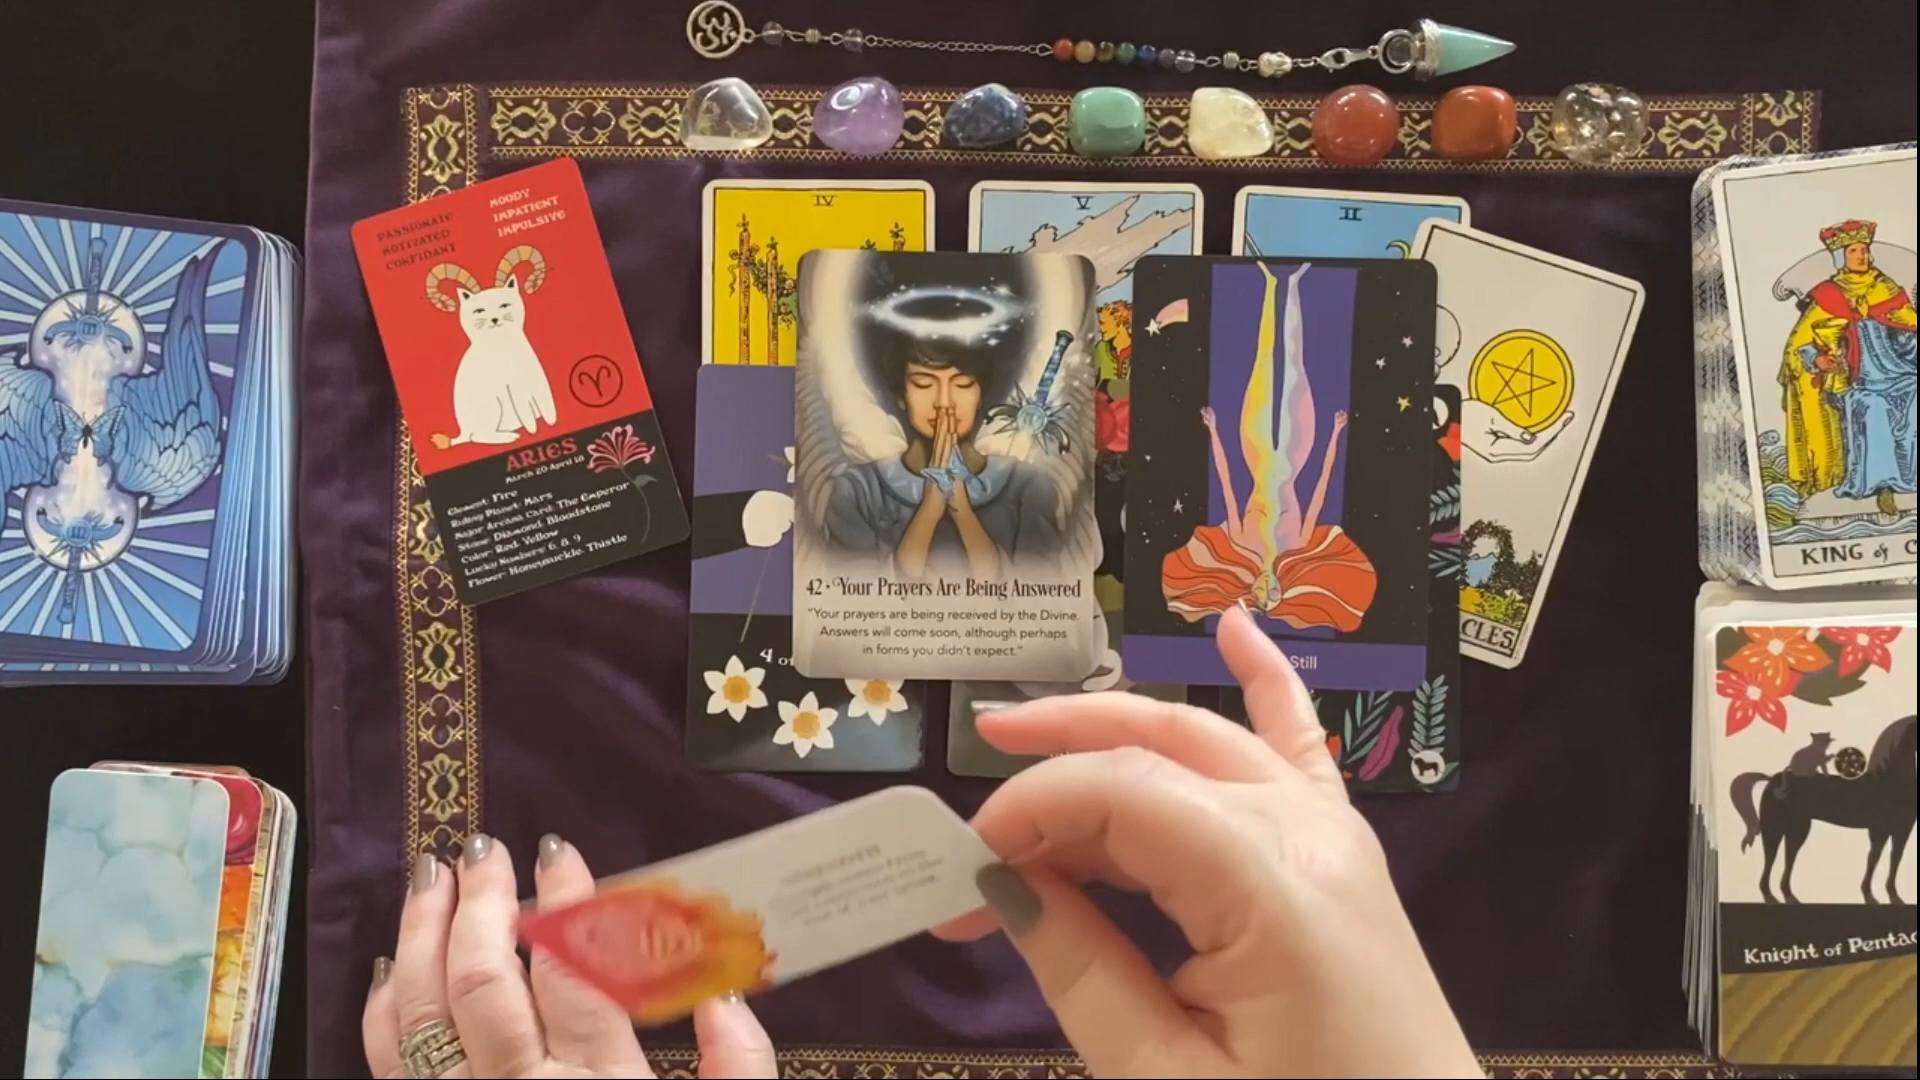 PASSIONATE
MOTIVATED
CONFIDANT
MOODY
IMPATIENT
IMPULSIVE
ARIES
March 20-April 18
Element: Fire
Ruling Planet: Mars
Major Arcana Card: The Emperor
Stone: Diamond, Bloodstone
Color: Red, Yellow
Lucky Numbers: 6, 8, 9
Flower: Honeysuckle, Thistle
IV
V
II
42 • Your Prayers Are Being Answered
"Your prayers are being received by the Divine.
Answers will come soon, although perhaps
in forms you didn't expect."
4 of
Still
CLES
KING of C
Knight of Pentac